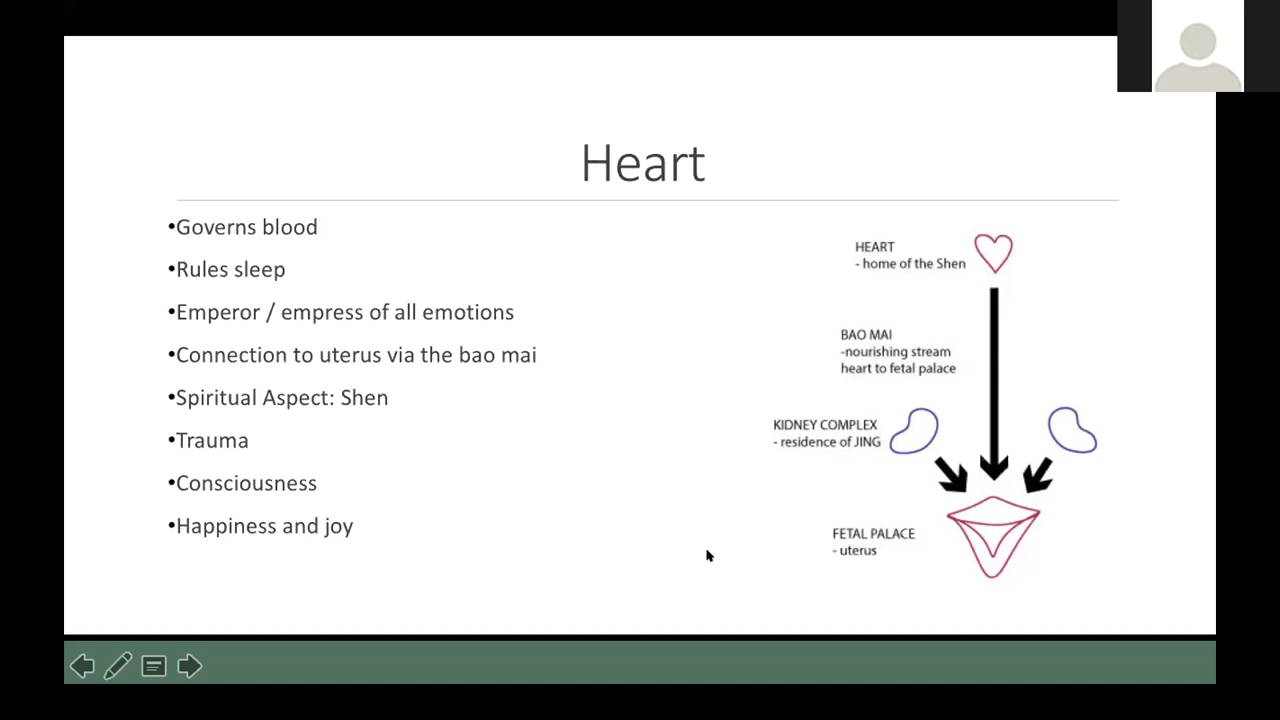 Heart
•Governs blood
•Rules sleep
•Emperor / empress of all emotions
•Connection to uterus via the bao mai
•Spiritual Aspect: Shen
•Trauma
•Consciousness
•Happiness and joy
HEART
- home of the Shen
BAO MAI
-nourishing stream
heart to fetal palace
KIDNEY COMPLEX
- residence of JING
FETAL PALACE
- uterus